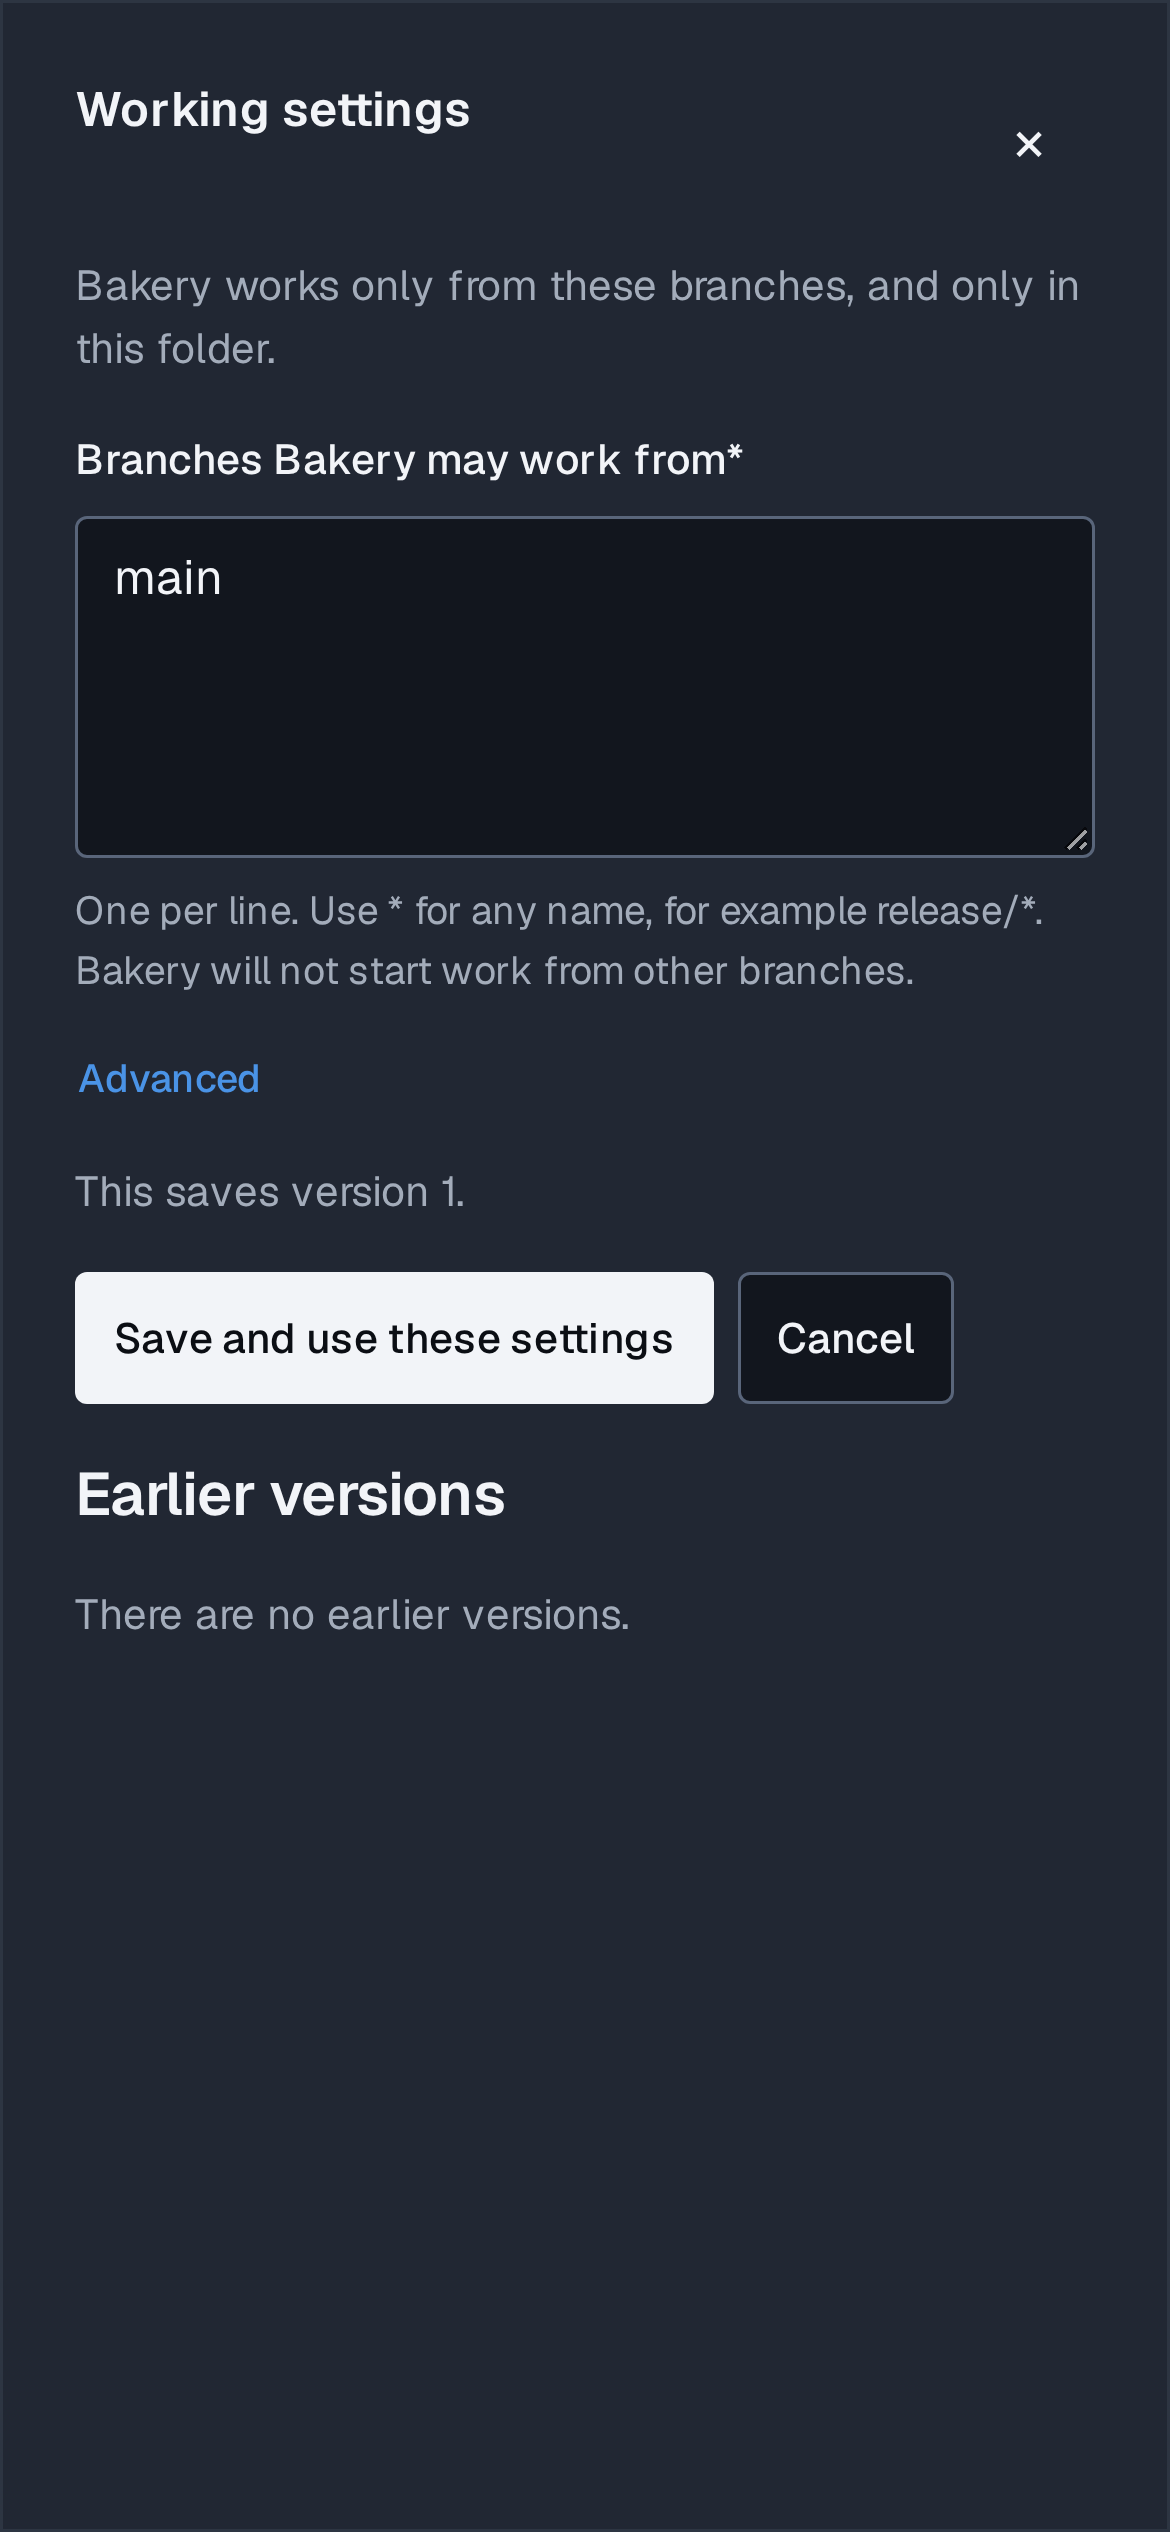 Working settings
×
Bakery works only from these branches, and only in
this folder.
Branches Bakery may work from*
main
One per line. Use * for any name, for example release/*.
Bakery will not start work from other branches.
Advanced
This saves version 1.
Save and use these settings
Cancel
Earlier versions
There are no earlier versions.